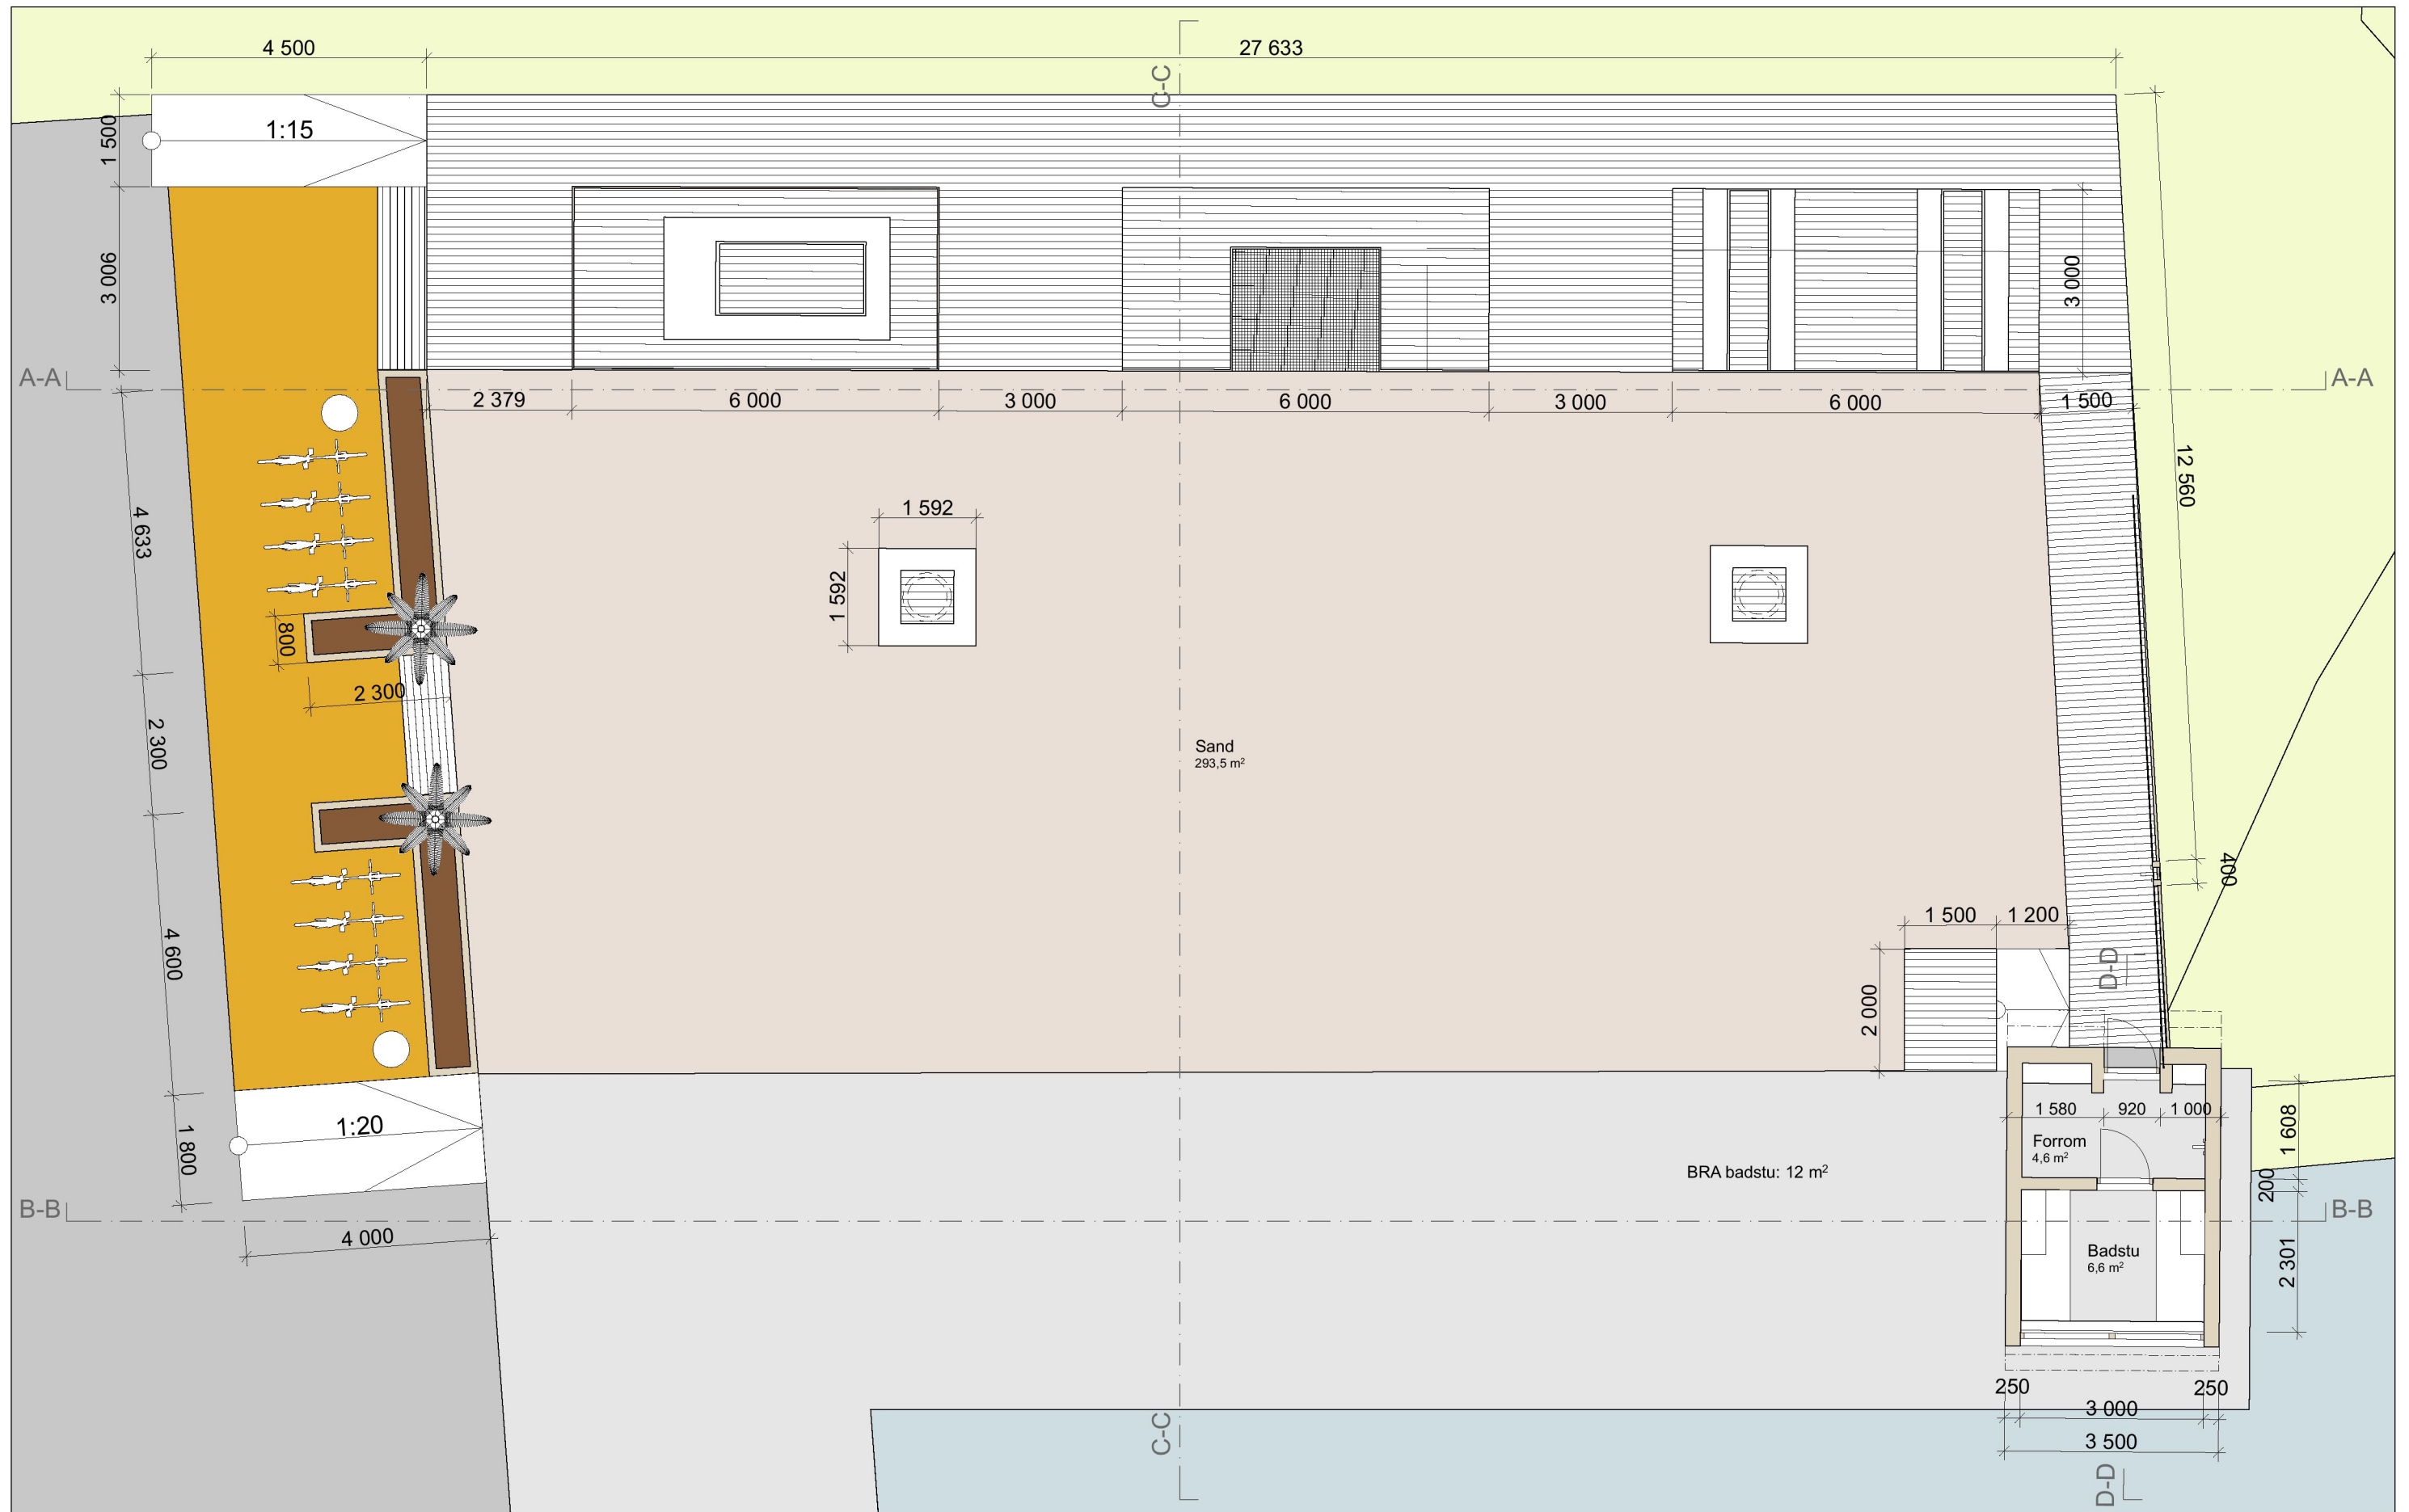 4 500
27 633
C-C
1 500
1:15
3 006
3 000
A-A
A-A
2 379
6 000
3 000
6 000
3 000
6 000
1 500
12 560
4 633
1 592
1 592
800
2 300
2 300
Sand
293,5 m²
400
1 500
1 200
4 600
D-D
2 000
1:20
1 800
1 580
920
1 000
1 608
Forrom
4,6 m²
BRA badstu: 12 m²
200
B-B
B-B
4 000
Badstu
6,6 m²
2 301
250
250
3 000
C-C
3 500
D-D